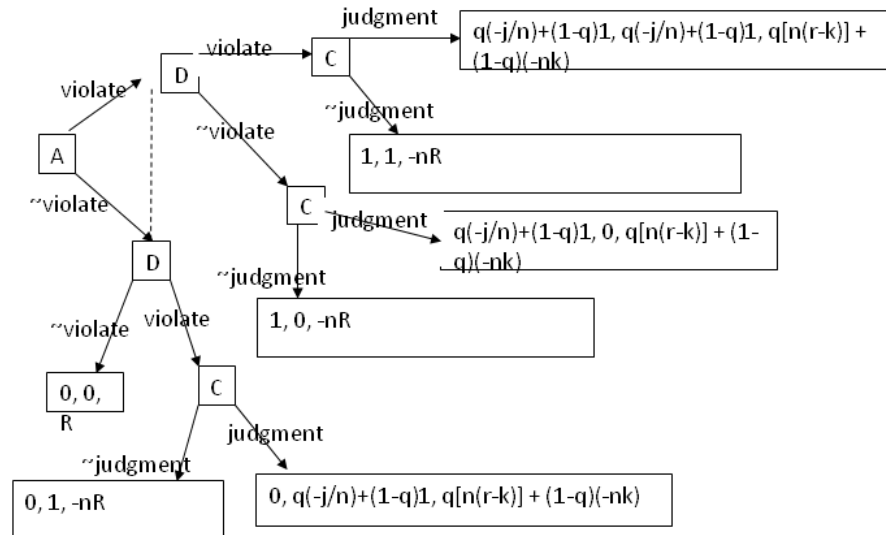 judgment
q(-j/n)+(1-q)1, q(-j/n)+(1-q)1, q[n(r-k)] +
(1-q)(-nk)
violate
C
D
violate
~judgment
~violate
1, 1, -nR
A
~violate
C
judgment
q(-j/n)+(1-q)1, 0, q[n(r-k)] + (1-
q)(-nk)
D
~judgment
~violate
violate
1, 0, -nR
C
0, 0,
R
judgment
~judgment
0, 1, -nR
0, q(-j/n)+(1-q)1, q[n(r-k)] + (1-q)(-nk)